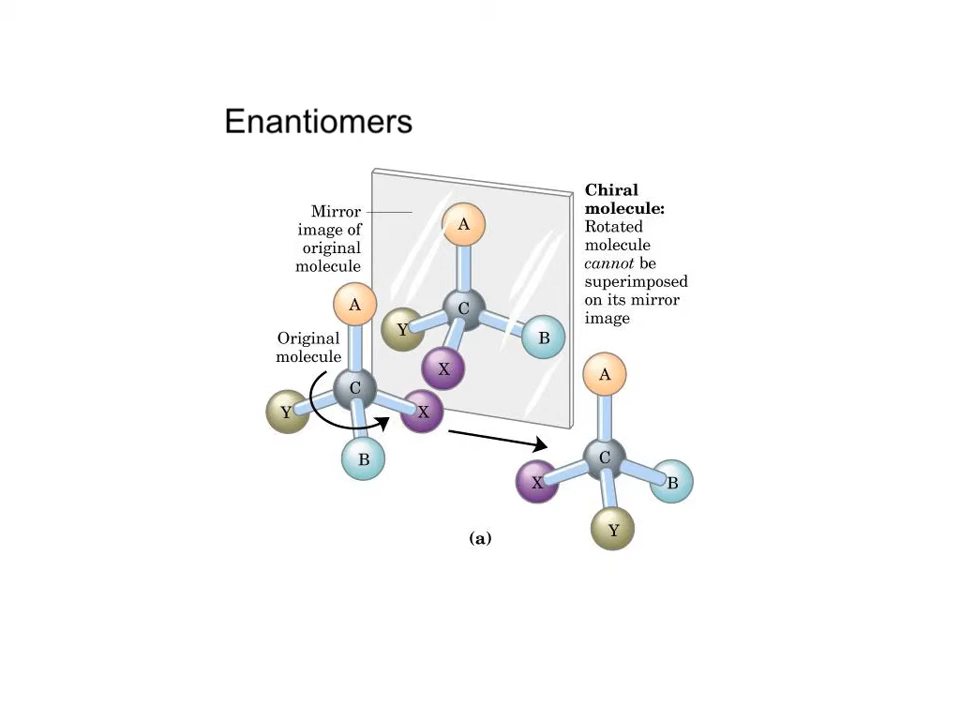 Enantiomers
Mirror
image of
original
molecule
A
C
Y
B
X
Chiral
molecule:
Rotated
molecule
cannot be
superimposed
on its mirror
image
Original
molecule
A
C
Y
X
B
A
C
X
B
Y
(a)